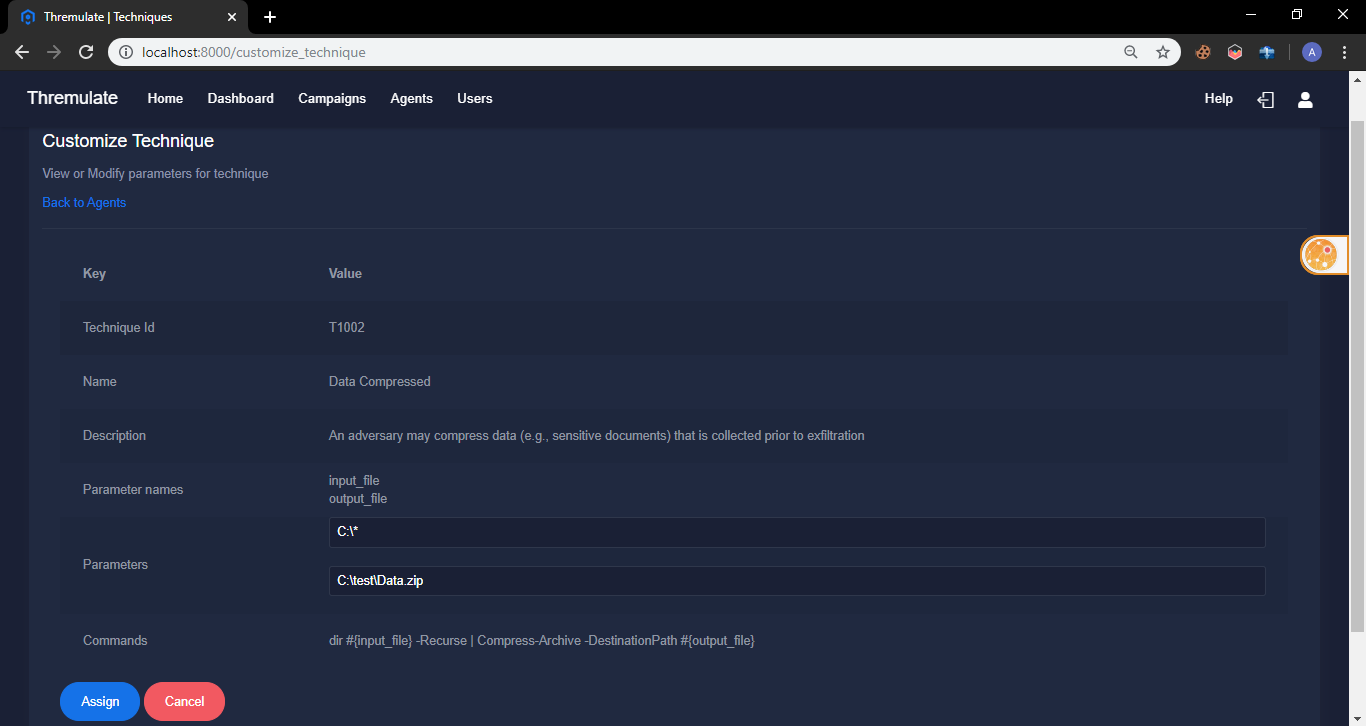 Thremulate | Techniques
localhost:8000/customize_technique
A
Thremulate Home Dashboard Campaigns Agents Users Help
Customize Technique
View or Modify parameters for technique
Back to Agents
Key Value
Technique Id T1002
Name Data Compressed
Description An adversary may compress data (e.g., sensitive documents) that is collected prior to exfiltration
Parameter names input_file
output_file
Parameters C:\*
C:\test\Data.zip
Commands dir #{input_file} -Recurse | Compress-Archive -DestinationPath #{output_file}
Assign Cancel